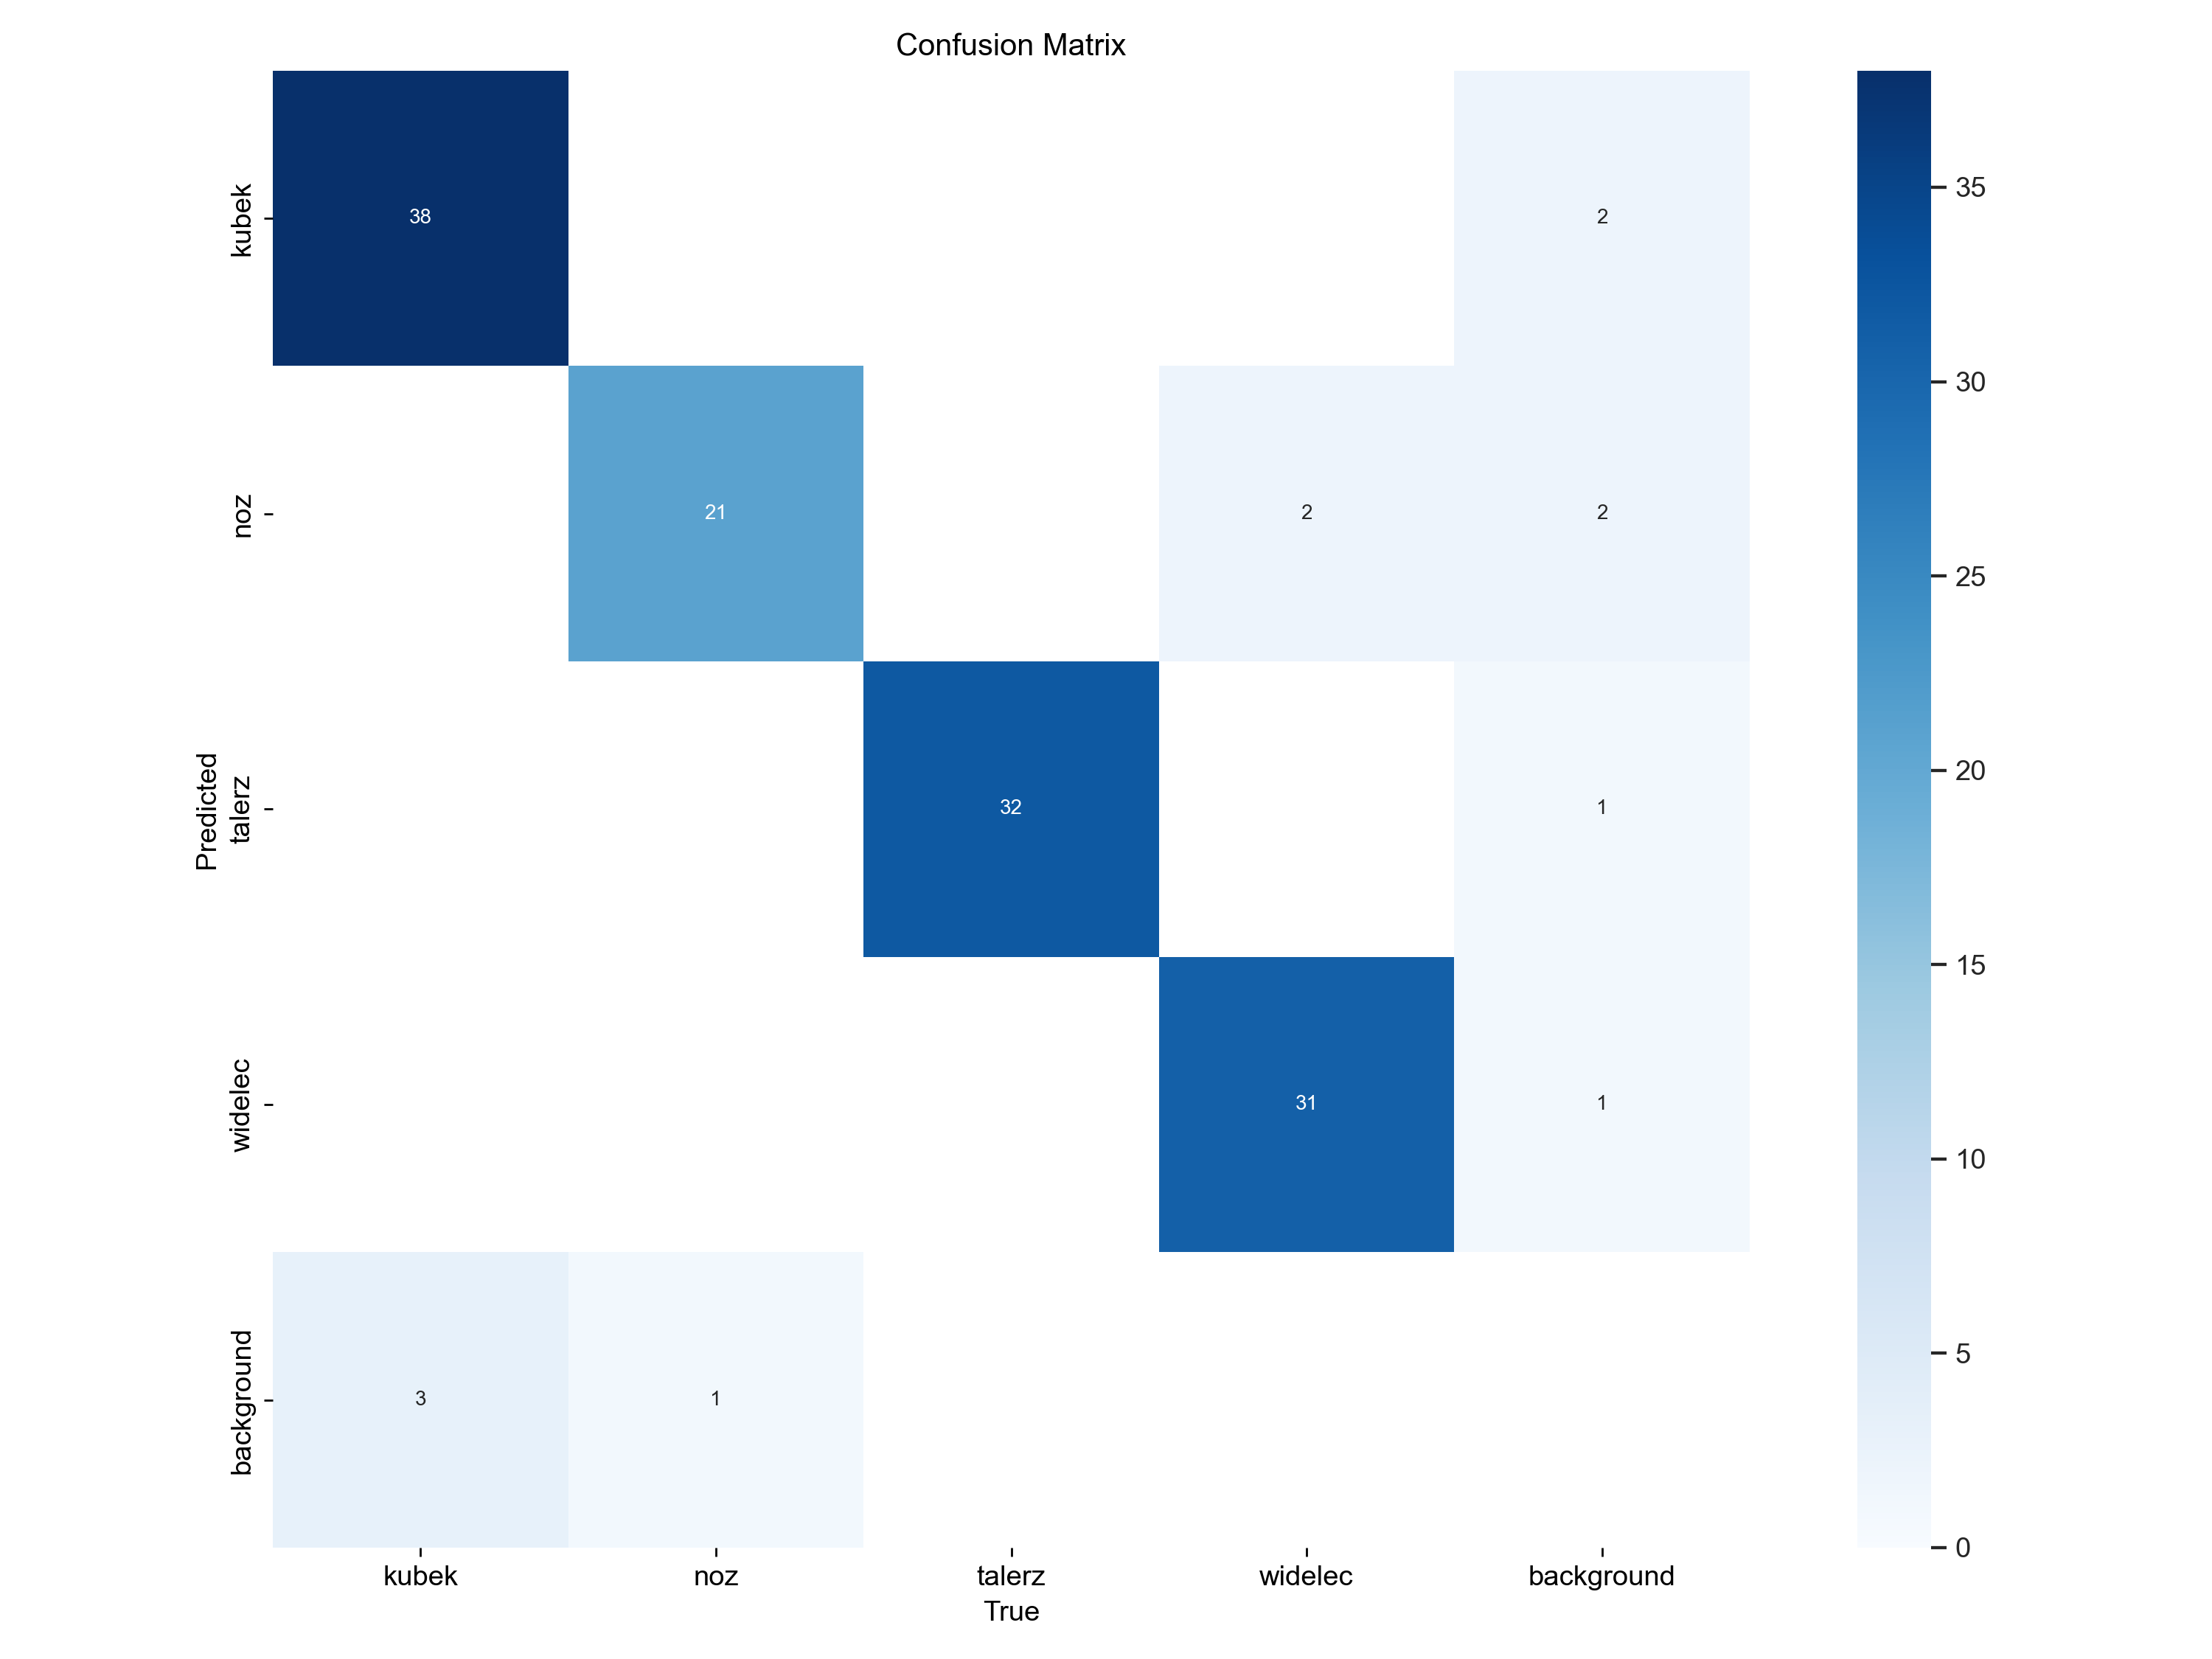 Confusion Matrix
Predicted
kubek
38
2
noz
21
2
2
talerz
32
1
widelec
31
1
background
3
1
kubek
noz
talerz
widelec
background
True
35
30
25
20
15
10
5
0